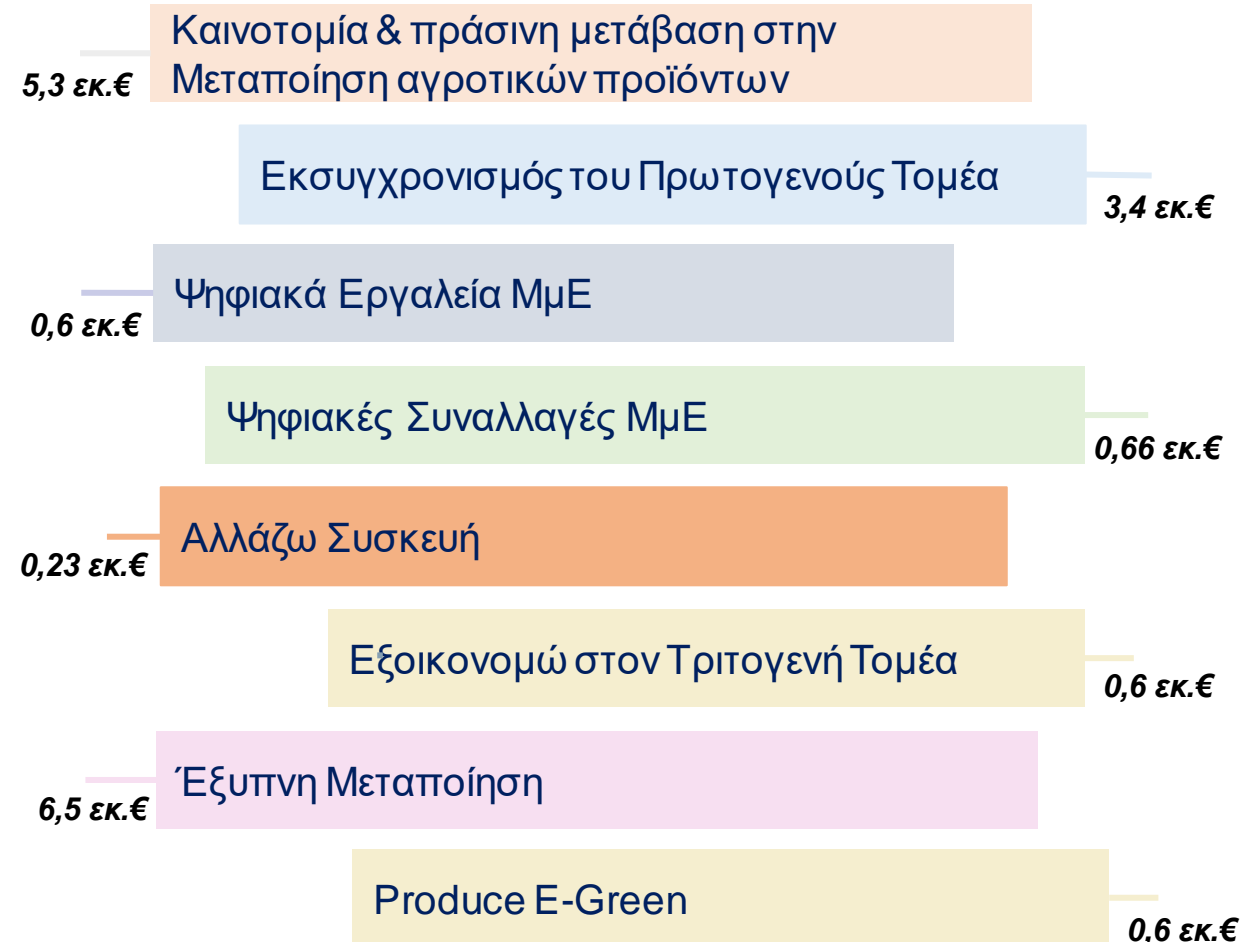 Καινοτομία & πράσινη μετάβαση στην
Μεταποίηση αγροτικών προϊόντων
5,3 εκ.€
Εκσυγχρονισμός του Πρωτογενούς Τομέα
3,4 εκ.€
Ψηφιακά Εργαλεία ΜμΕ
0,6 εκ.€
Ψηφιακές Συναλλαγές ΜμΕ
0,66 εκ.€
Αλλάζω Συσκευή
0,23 εκ.€
Εξοικονομώ στον Τριτογενή Τομέα
0,6 εκ.€
Έξυπνη Μεταποίηση
6,5 εκ.€
Produce E-Green
0,6 εκ.€